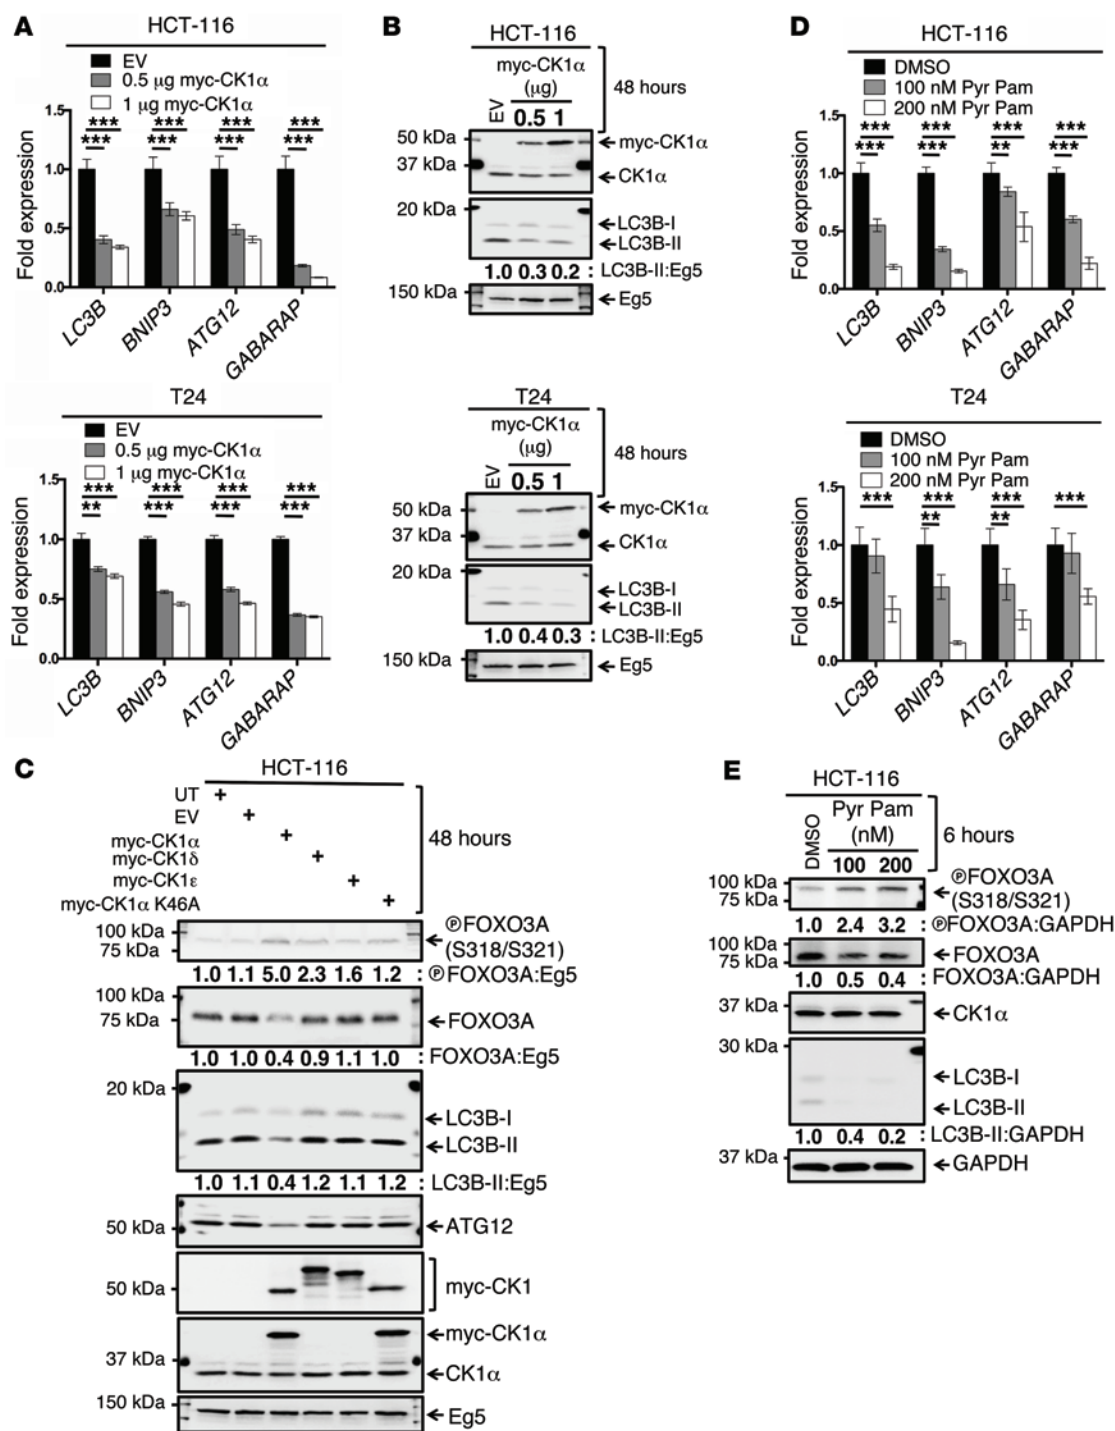 A
HCT-116
EV
0.5 μg myc-CK1α
1 μg myc-CK1α
Fold expression
1.5
1.0
0.5
0.0
*** *** *** ***
*** *** *** ***
LC3B
BNIP3
ATG12
GABARAP
T24
EV
0.5 μg myc-CK1α
1 μg myc-CK1α
Fold expression
1.5
1.0
0.5
0.0
*** *** *** ***
** *** *** ***
LC3B
BNIP3
ATG12
GABARAP
B
HCT-116
myc-CK1α
(μg)
EV 0.5 1
48 hours
50 kDa
37 kDa
myc-CK1α
CK1α
20 kDa
LC3B-I
LC3B-II
1.0 0.3 0.2 : LC3B-II:Eg5
150 kDa
Eg5
T24
myc-CK1α
(μg)
EV 0.5 1
48 hours
50 kDa
37 kDa
myc-CK1α
CK1α
20 kDa
LC3B-I
LC3B-II
1.0 0.4 0.3 : LC3B-II:Eg5
150 kDa
Eg5
D
HCT-116
DMSO
100 nM Pyr Pam
200 nM Pyr Pam
Fold expression
1.5
1.0
0.5
0.0
*** *** *** ***
*** *** ** ***
LC3B
BNIP3
ATG12
GABARAP
T24
DMSO
100 nM Pyr Pam
200 nM Pyr Pam
Fold expression
1.5
1.0
0.5
0.0
*** *** *** ***
** **
LC3B
BNIP3
ATG12
GABARAP
C
HCT-116
UT +
EV +
myc-CK1α +
myc-CK1δ +
myc-CK1ε +
myc-CK1α K46A +
48 hours
100 kDa
75 kDa
ⓟFOXO3A
(S318/S321)
1.0 1.1 5.0 2.3 1.6 1.2 : ⓟFOXO3A:Eg5
100 kDa
75 kDa
FOXO3A
1.0 1.0 0.4 0.9 1.1 1.0 : FOXO3A:Eg5
20 kDa
LC3B-I
LC3B-II
1.0 1.1 0.4 1.2 1.1 1.2 : LC3B-II:Eg5
50 kDa
ATG12
50 kDa
myc-CK1
myc-CK1α
37 kDa
CK1α
150 kDa
Eg5
E
HCT-116
DMSO
Pyr Pam
(nM)
100 200
6 hours
100 kDa
75 kDa
ⓟFOXO3A
(S318/S321)
1.0 2.4 3.2 : ⓟFOXO3A:GAPDH
100 kDa
75 kDa
FOXO3A
1.0 0.5 0.4 : FOXO3A:GAPDH
37 kDa
CK1α
30 kDa
LC3B-I
LC3B-II
1.0 0.4 0.2 : LC3B-II:GAPDH
37 kDa
GAPDH